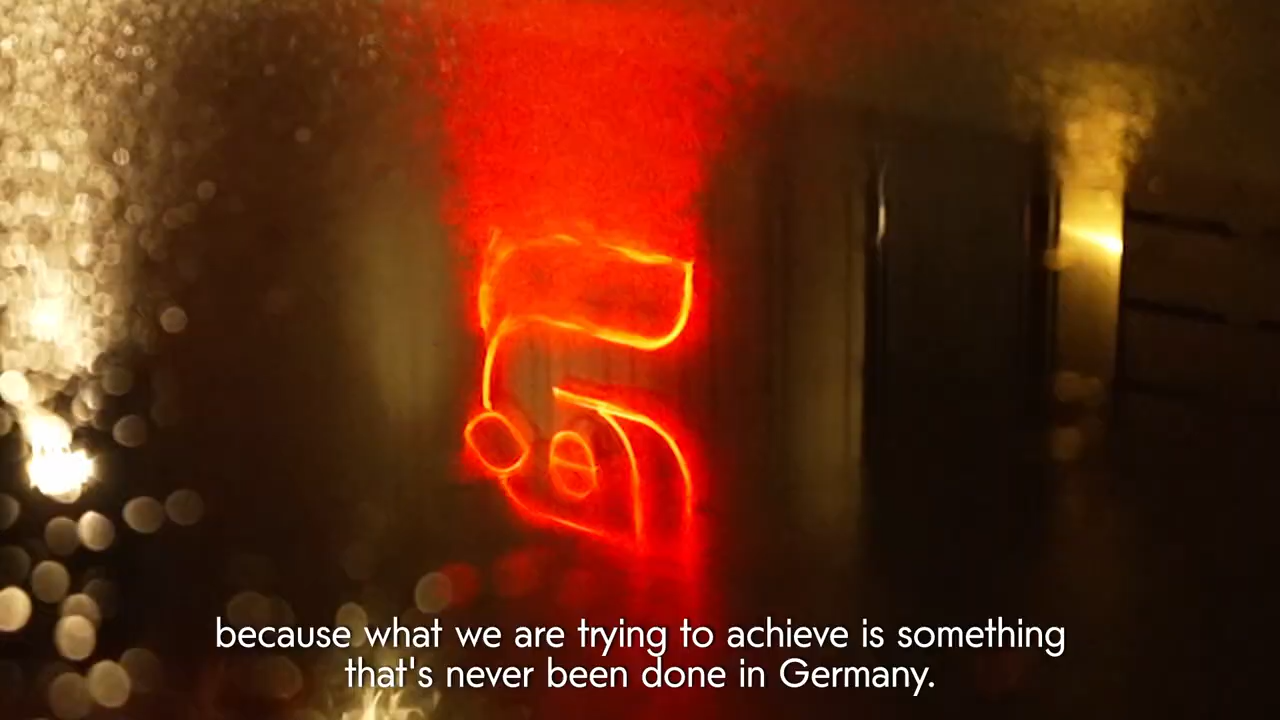 because what we are trying to achieve is something
that's never been done in Germany.